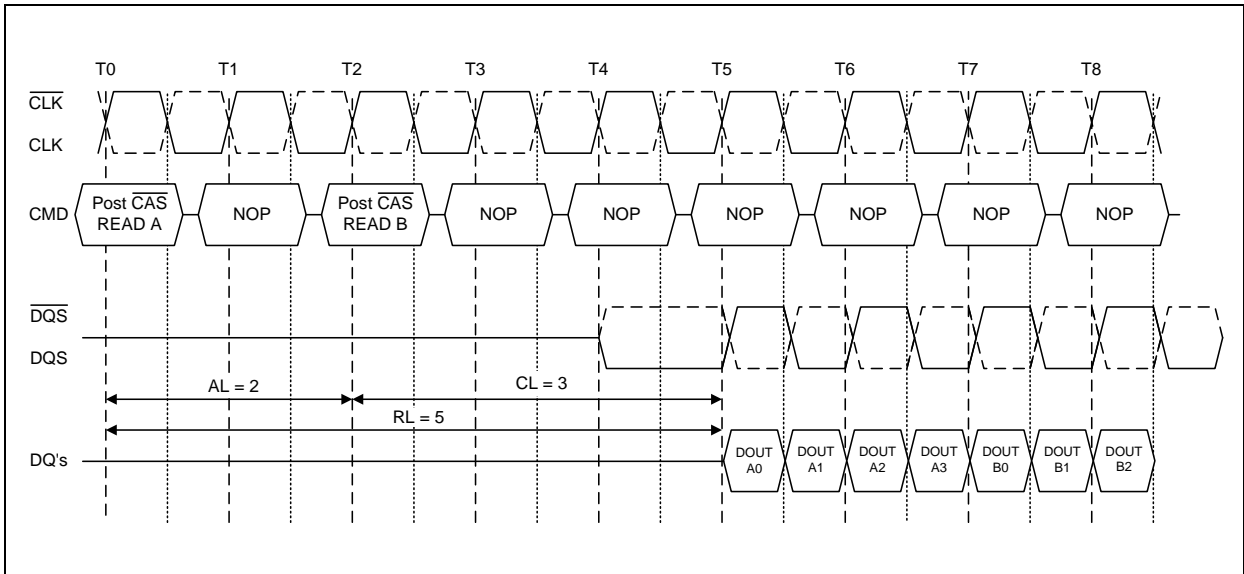 T0 T1 T2 T3 T4 T5 T6 T7 T8
CLK
CLK
CMD
Post CAS
READ A
NOP
Post CAS
READ B
NOP
NOP
NOP
NOP
NOP
NOP
DQS
DQS
AL = 2
CL = 3
RL = 5
DQ's
DOUT
A0
DOUT
A1
DOUT
A2
DOUT
A3
DOUT
B0
DOUT
B1
DOUT
B2